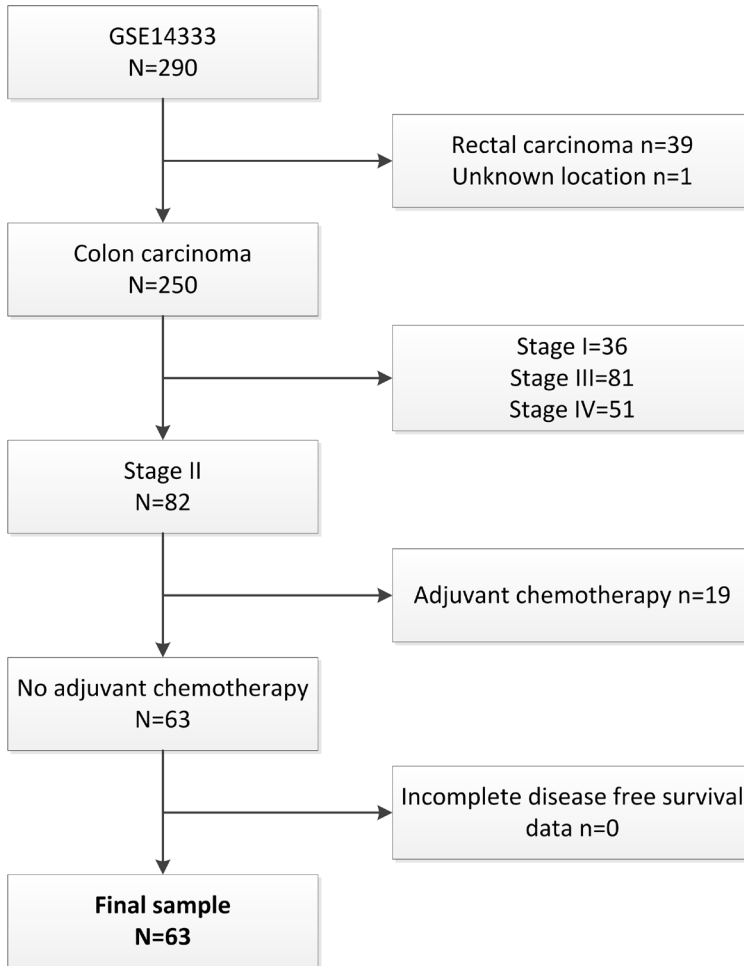 GSE14333
N=290
Rectal carcinoma n=39
Unknown location n=1
Colon carcinoma
N=250
Stage I=36
Stage III=81
Stage IV=51
Stage II
N=82
Adjuvant chemotherapy n=19
No adjuvant chemotherapy
N=63
Incomplete disease free survival
data n=0
Final sample
N=63